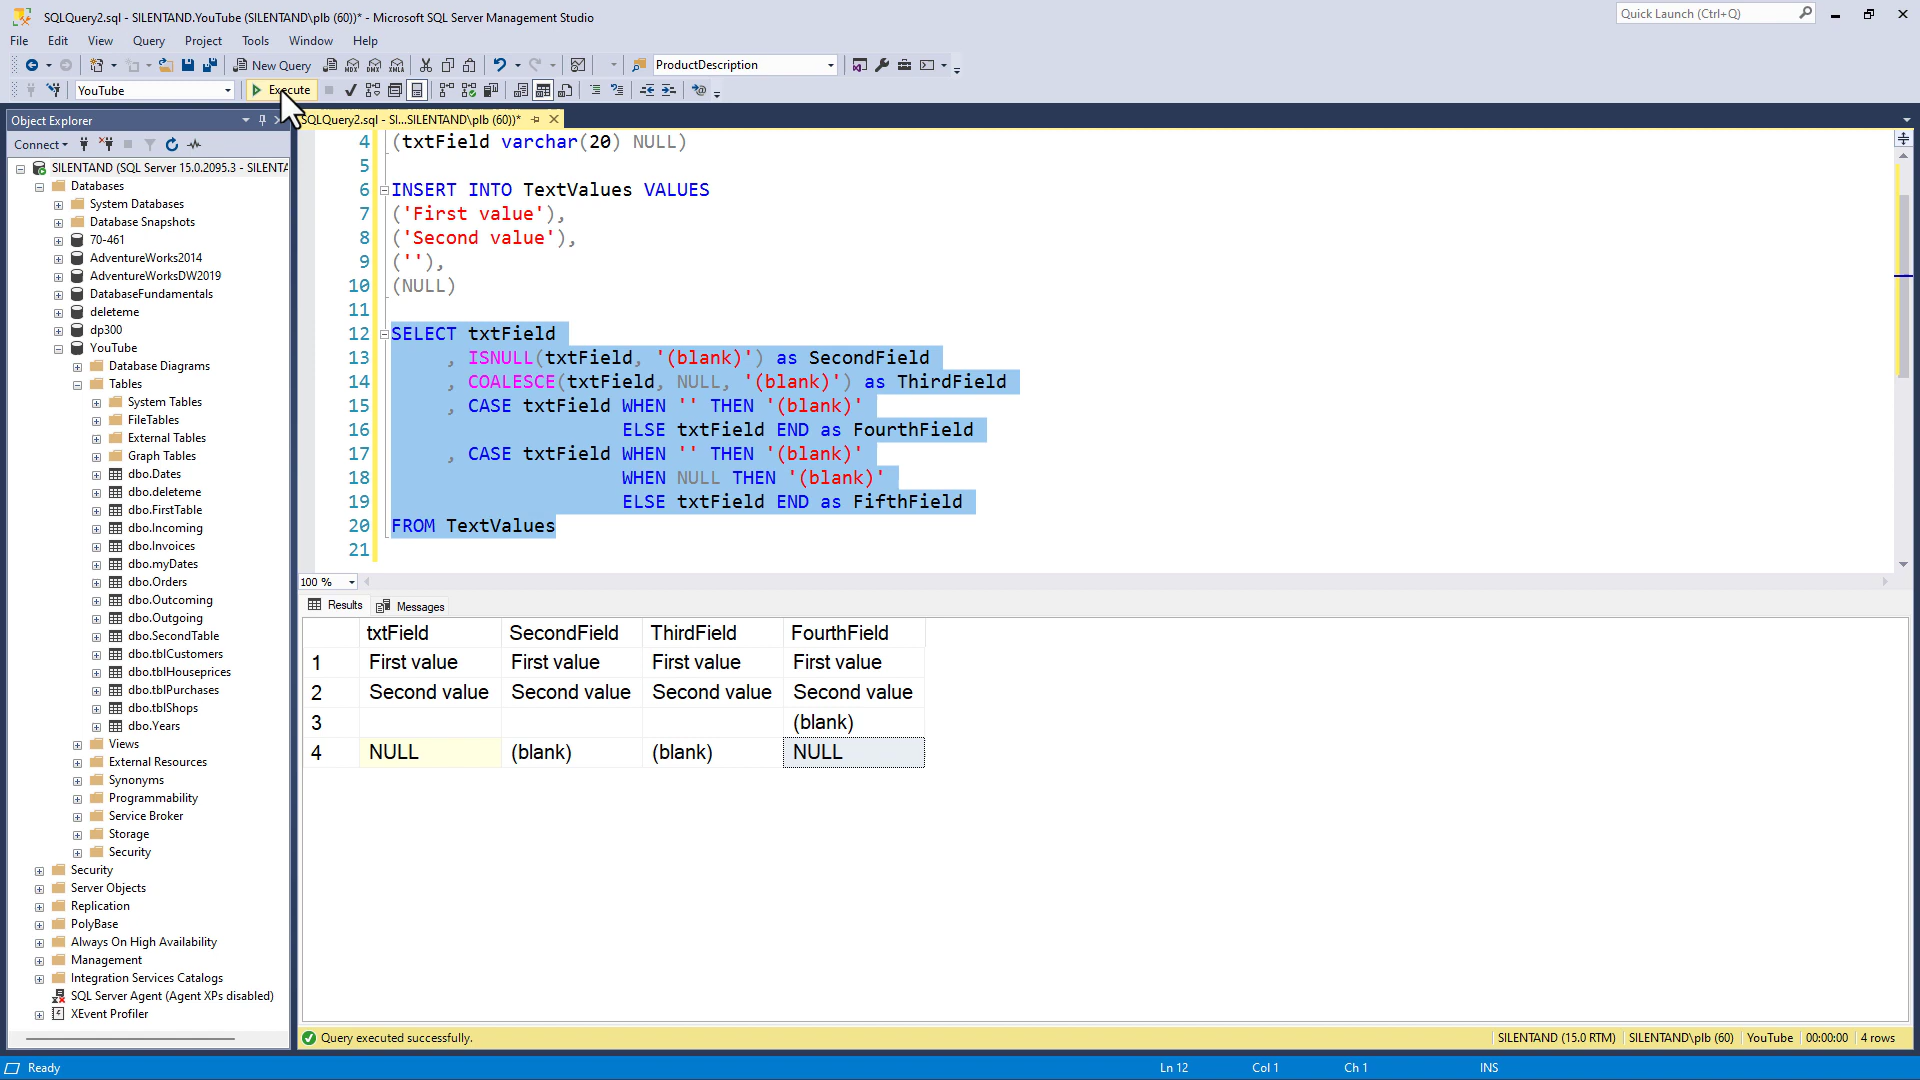 SQLQuery2.sql - SILENTAND.YouTube (SILENTAND\plb (60))* - Microsoft SQL Server Management Studio
Quick Launch (Ctrl+Q)
File Edit View Query Project Tools Window Help
New Query MDX DMX XMLA ProductDescription
YouTube Execute
Object Explorer
SQLQuery2.sql - SI...SILENTAND\plb (60))*
Connect
SILENTAND (SQL Server 15.0.2095.3 - SILENTA
Databases
System Databases
Database Snapshots
70-461
AdventureWorks2014
AdventureWorksDW2019
DatabaseFundamentals
deleteme
dp300
YouTube
Database Diagrams
Tables
System Tables
FileTables
External Tables
Graph Tables
dbo.Dates
dbo.deleteme
dbo.FirstTable
dbo.Incoming
dbo.Invoices
dbo.myDates
dbo.Orders
dbo.Outcoming
dbo.Outgoing
dbo.SecondTable
dbo.tblCustomers
dbo.tblHouseprices
dbo.tblPurchases
dbo.tblShops
dbo.Years
Views
External Resources
Synonyms
Programmability
Service Broker
Storage
Security
Security
Server Objects
Replication
PolyBase
Always On High Availability
Management
Integration Services Catalogs
SQL Server Agent (Agent XPs disabled)
XEvent Profiler
4 (txtField varchar(20) NULL)
5
6 INSERT INTO TextValues VALUES
7 ('First value'),
8 ('Second value'),
9 (''),
10 (NULL)
11
12 SELECT txtField
13 , ISNULL(txtField, '(blank)') as SecondField
14 , COALESCE(txtField, NULL, '(blank)') as ThirdField
15 , CASE txtField WHEN '' THEN '(blank)'
16 ELSE txtField END as FourthField
17 , CASE txtField WHEN '' THEN '(blank)'
18 WHEN NULL THEN '(blank)'
19 ELSE txtField END as FifthField
20 FROM TextValues
21
100 %
Results Messages
txtField SecondField ThirdField FourthField
1 First value First value First value First value
2 Second value Second value Second value Second value
3 (blank)
4 NULL (blank) (blank) NULL
Query executed successfully. SILENTAND (15.0 RTM) SILENTAND\plb (60) YouTube 00:00:00 4 rows
Ready Ln 12 Col 1 Ch 1 INS